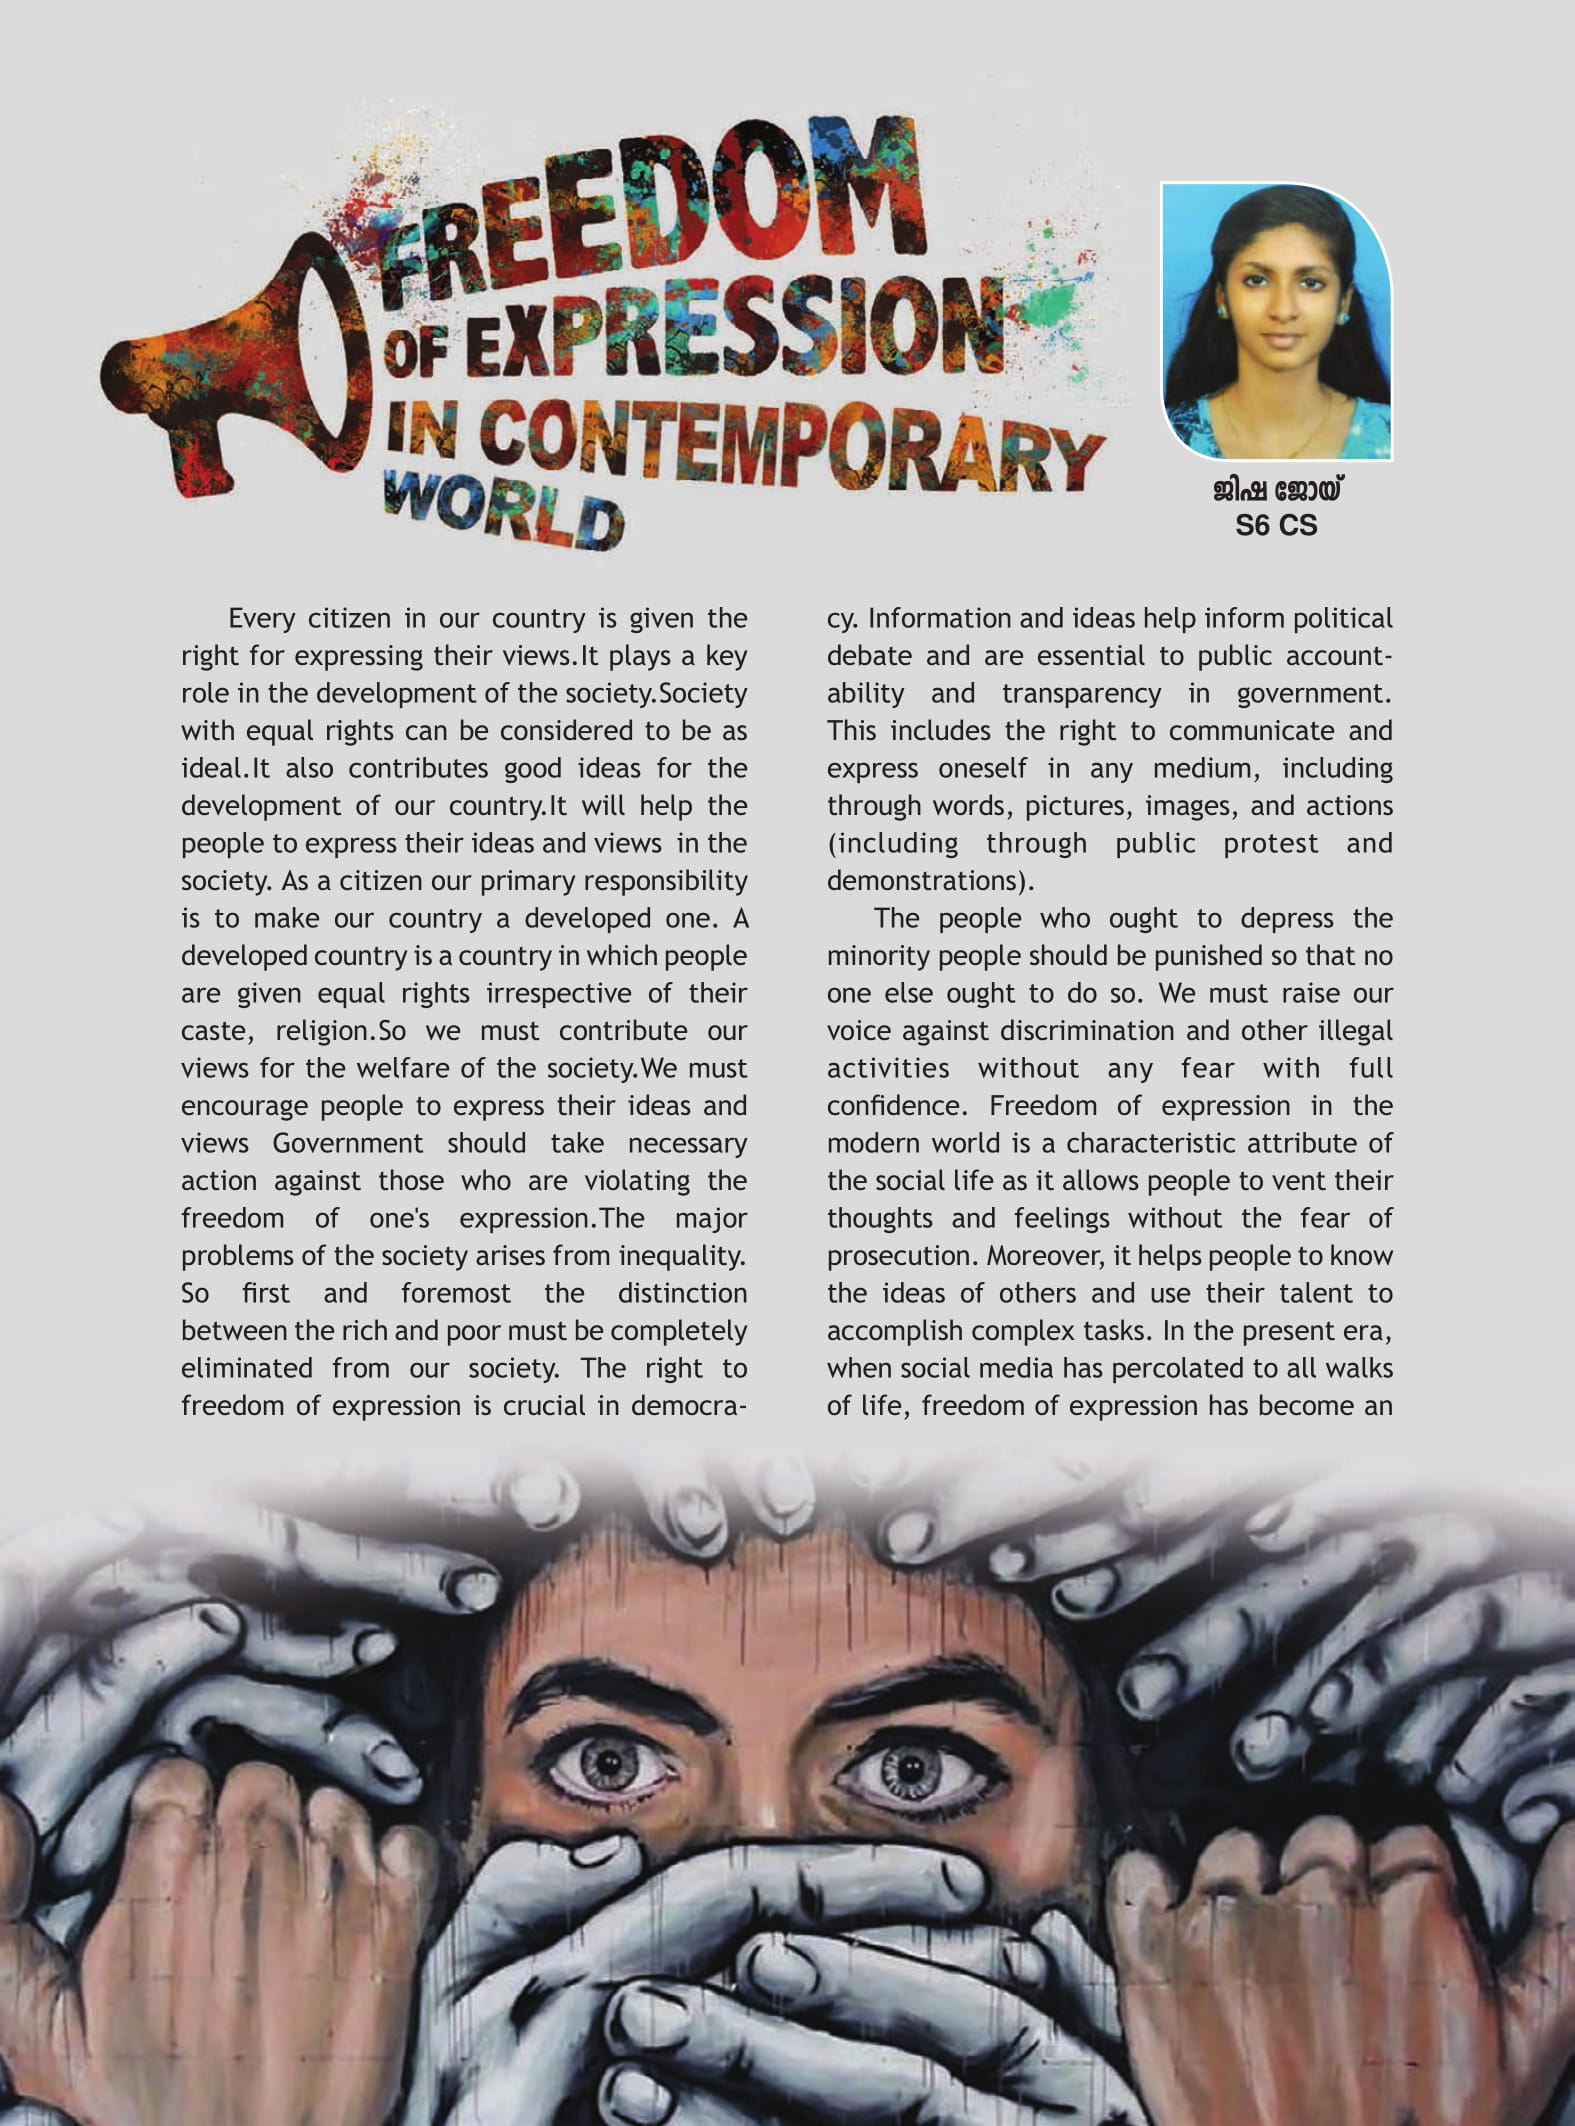 FREEDOM
OF EXPRESSION
IN CONTEMPORARY
WORLD
ജിഷ ജോയ്
S6 CS
Every citizen in our country is given the
right for expressing their views.It plays a key
role in the development of the society.Society
with equal rights can be considered to be as
ideal.It also contributes good ideas for the
development of our country.It will help the
people to express their ideas and views in the
society. As a citizen our primary responsibility
is to make our country a developed one. A
developed country is a country in which people
are given equal rights irrespective of their
caste, religion.So we must contribute our
views for the welfare of the society.We must
encourage people to express their ideas and
views Government should take necessary
action against those who are violating the
freedom of one's expression.The major
problems of the society arises from inequality.
So first and foremost the distinction
between the rich and poor must be completely
eliminated from our society. The right to
freedom of expression is crucial in democra-
cy. Information and ideas help inform political
debate and are essential to public account-
ability and transparency in government.
This includes the right to communicate and
express oneself in any medium, including
through words, pictures, images, and actions
(including through public protest and
demonstrations).
The people who ought to depress the
minority people should be punished so that no
one else ought to do so. We must raise our
voice against discrimination and other illegal
activities without any fear with full
confidence. Freedom of expression in the
modern world is a characteristic attribute of
the social life as it allows people to vent their
thoughts and feelings without the fear of
prosecution. Moreover, it helps people to know
the ideas of others and use their talent to
accomplish complex tasks. In the present era,
when social media has percolated to all walks
of life, freedom of expression has become an